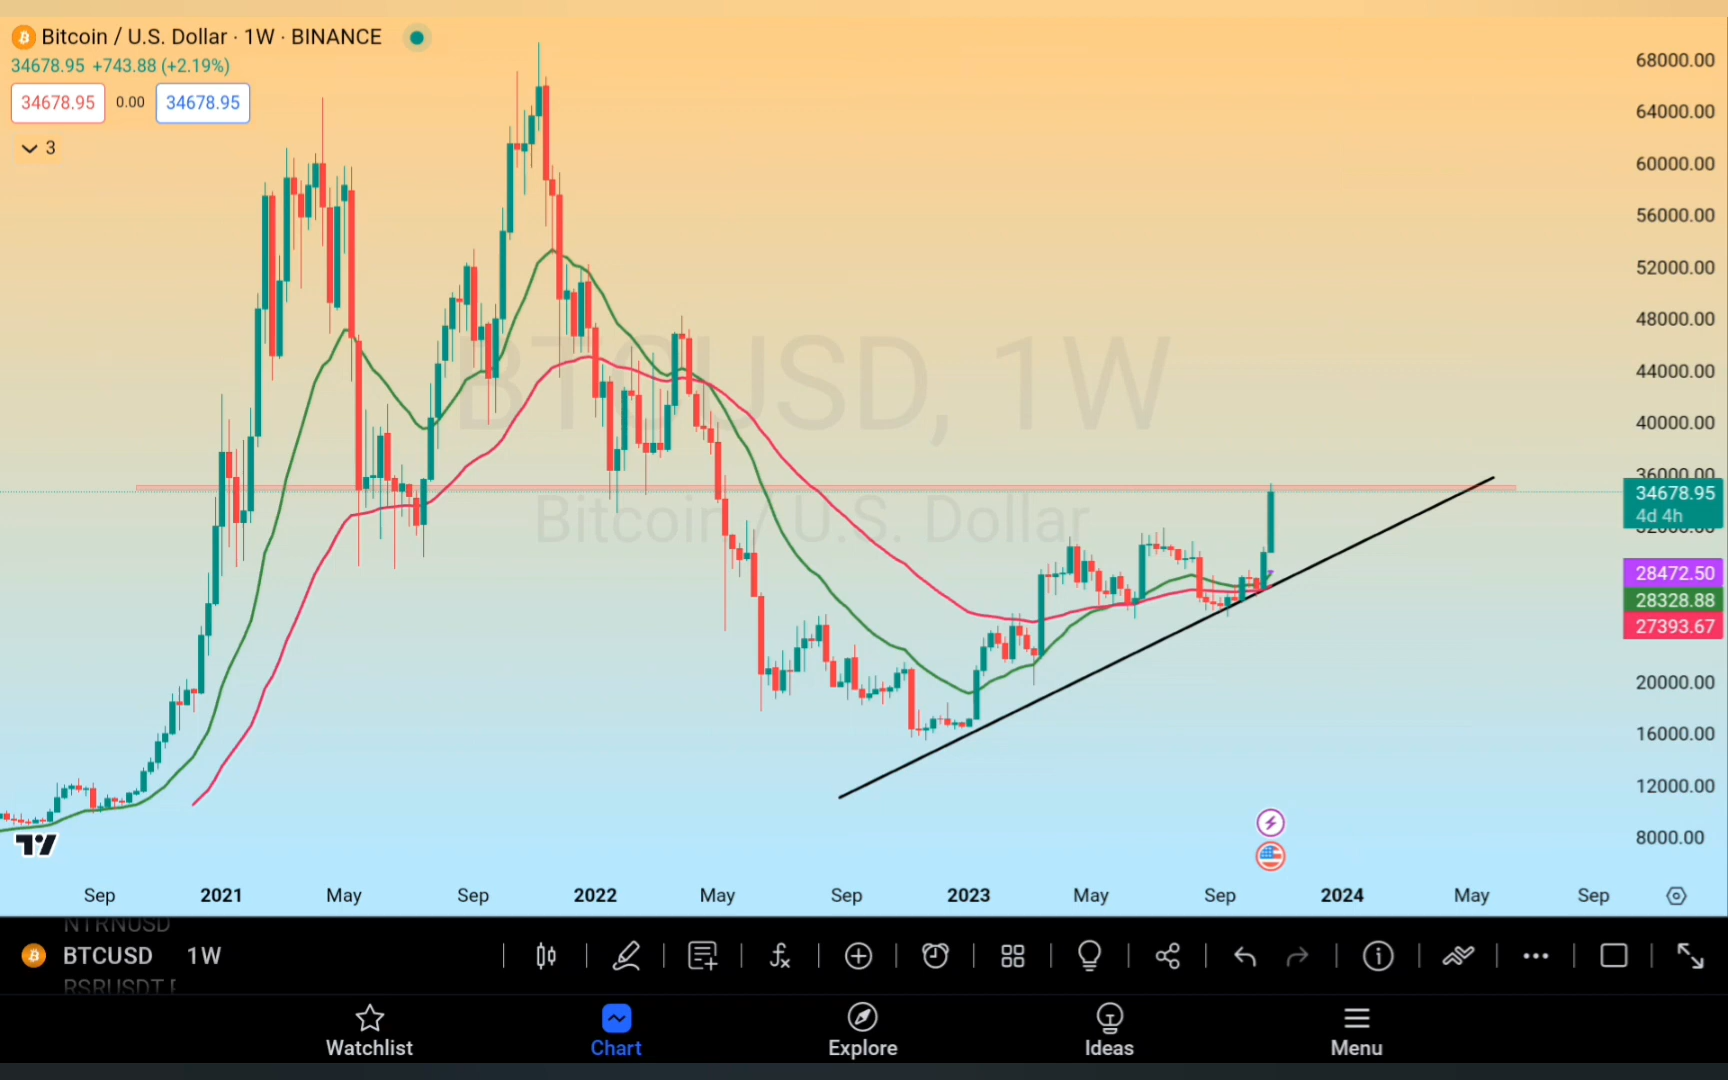 Bitcoin / U.S. Dollar · 1W · BINANCE
34678.95 +743.88 (+2.19%)
34678.95 0.00 34678.95
3
BTCUSD, 1W
Bitcoin / U.S. Dollar
68000.00
64000.00
60000.00
56000.00
52000.00
48000.00
44000.00
40000.00
36000.00
34678.95
4d 4h
32000.00
28472.50
28328.88
27393.67
20000.00
16000.00
12000.00
8000.00
Sep 2021 May Sep 2022 May Sep 2023 May Sep 2024 May Sep
NTRNUSD
BTCUSD 1W
RSRUSDT
Watchlist Chart Explore Ideas Menu